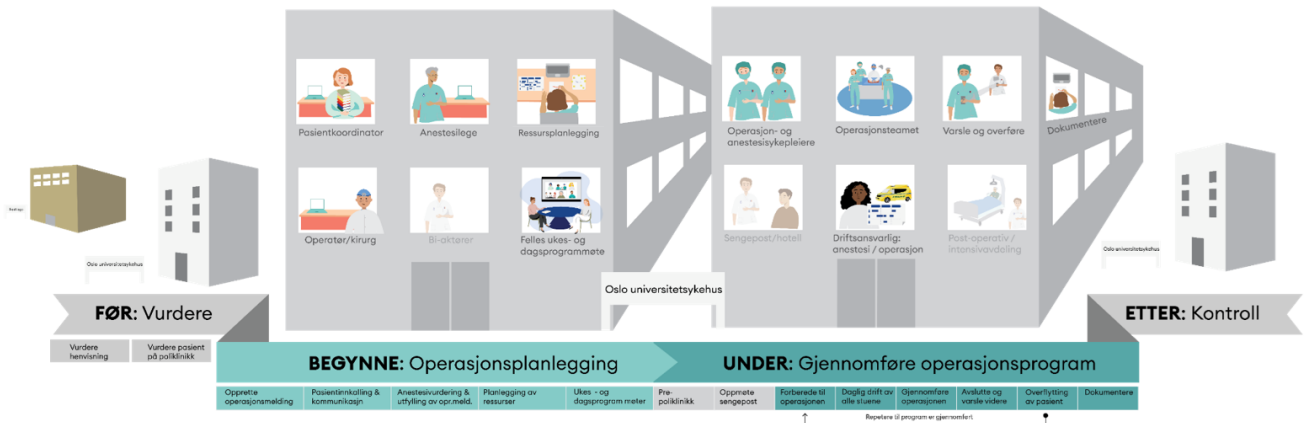 Pasientkoordinator
Anestesilege
Ressursplanlegging
Operasjon- og
anestesisykepleiere
Operasjonsteamet
Varsle og overføre
Dokumentere
Operatør/kirurg
Bi-aktører
Felles ukes- og
dagsprogrammøte
Sengepost/hotell
Driftsansvarlig:
anestesi / operasjon
Post-operativ /
intensivavdeling
Oslo universitetsykehus
Oslo universitetsykehus
Oslo universitetsykehus
FØR: Vurdere
ETTER: Kontroll
Vurdere
henvisning
Vurdere pasient
på poliklinikk
BEGYNNE: Operasjonsplanlegging
UNDER: Gjennomføre operasjonsprogram
Opprette
operasjonsmelding
Pasientinnkalling &
kommunikasjn
Anestesivurdering &
utfylling av opr.meld.
Planlegging av
ressurser
Ukes - og
dagsprogram møter
Pre-
poliklinikk
Oppmøte
sengepost
Forberede til
operasjonen
Daglig drift av
alle stuene
Gjennomføre
operasjonen
Avslutte og
varsle videre
Overflytting
av pasient
Dokumentere
Repetere til program er gjennomført